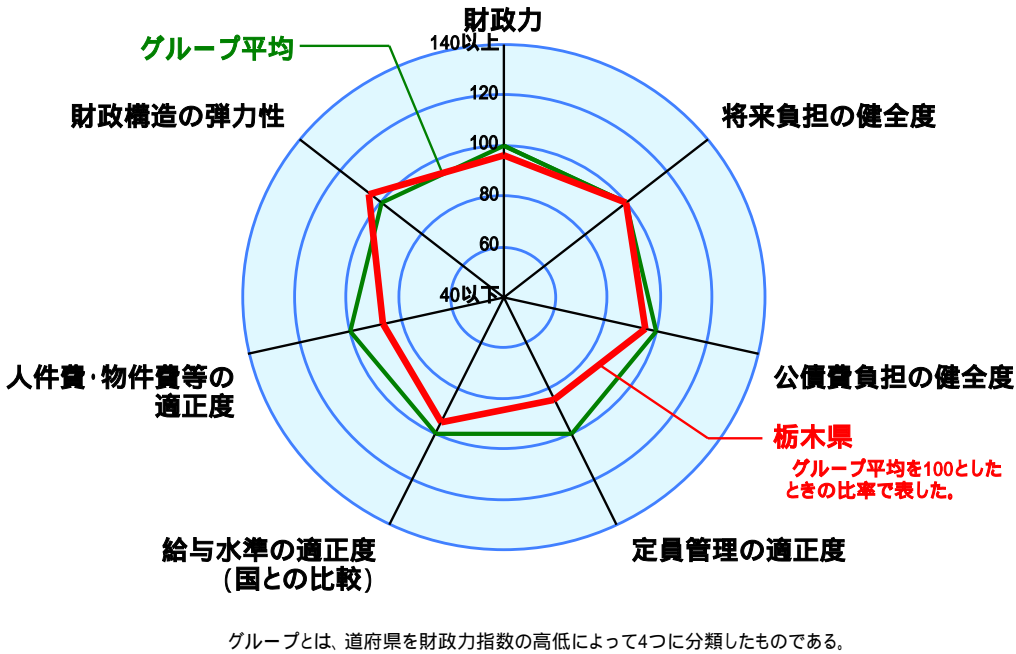 財政力
グループ平均
140以上
120
100
80
60
40以下
財政構造の弾力性
将来負担の健全度
人件費・物件費等の
適正度
公債費負担の健全度
栃木県
グループ平均を100とした
ときの比率で表した。
給与水準の適正度
(国との比較)
定員管理の適正度
グループとは、道府県を財政力指数の高低によって4つに分類したものである。